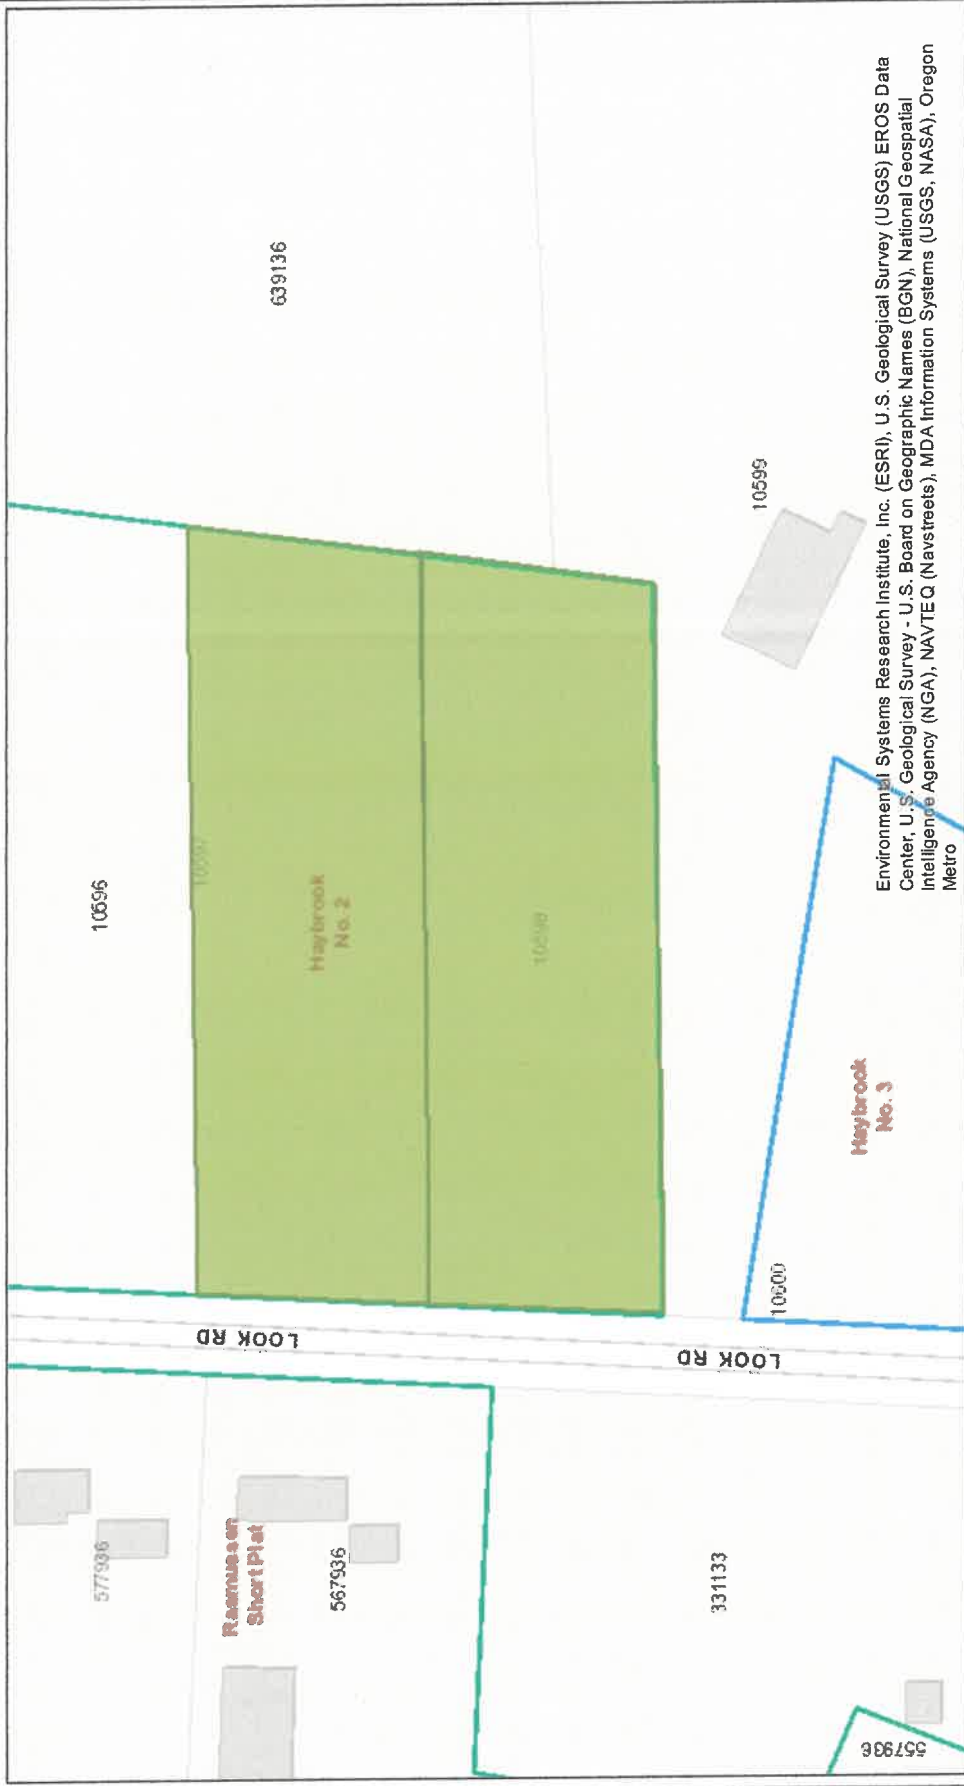 577936
Rasmussen
Short Plat
567936
331133
557936
LOOK RD
LOOK RD
10596
10597
Haybrook
No. 2
10598
639136
10599
10600
Haybrook
No. 3
Environmental Systems Research Institute, Inc. (ESRI), U.S. Geological Survey (USGS) EROS Data
Center, U.S. Geological Survey - U.S. Board on Geographic Names (BGN), National Geospatial
Intelligence Agency (NGA), NAVTEQ (Navstreets), MDA Information Systems (USGS, NASA), Oregon
Metro